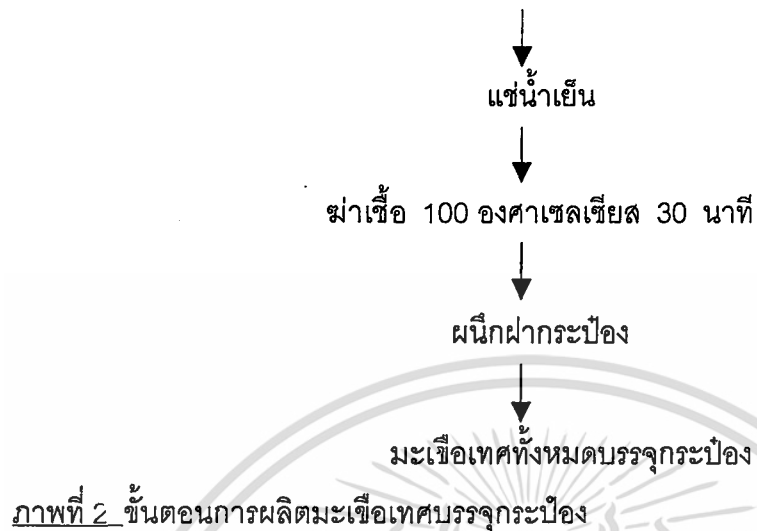 แช่น้ำเย็น
ฆ่าเชื้อ 100 องศาเซลเซียส 30 นาที
ผนึกฝากระป๋อง
มะเขือเทศทั้งหมดบรรจุกระป๋อง
ภาพที่ 2 ขั้นตอนการผลิตมะเขือเทศบรรจุกระป๋อง